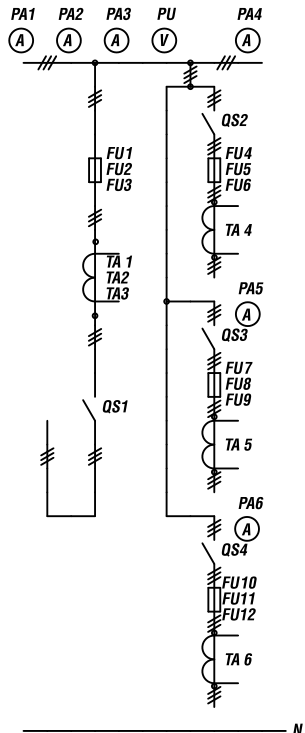 PA1 PA2 PA3 PU PA4
A A A V A
QS2
FU1
FU2
FU3
FU4
FU5
FU6
TA 4
TA 1
TA2
TA3
PA5
A
QS3
FU7
FU8
FU9
QS1
TA 5
PA6
A
QS4
FU10
FU11
FU12
TA 6
N